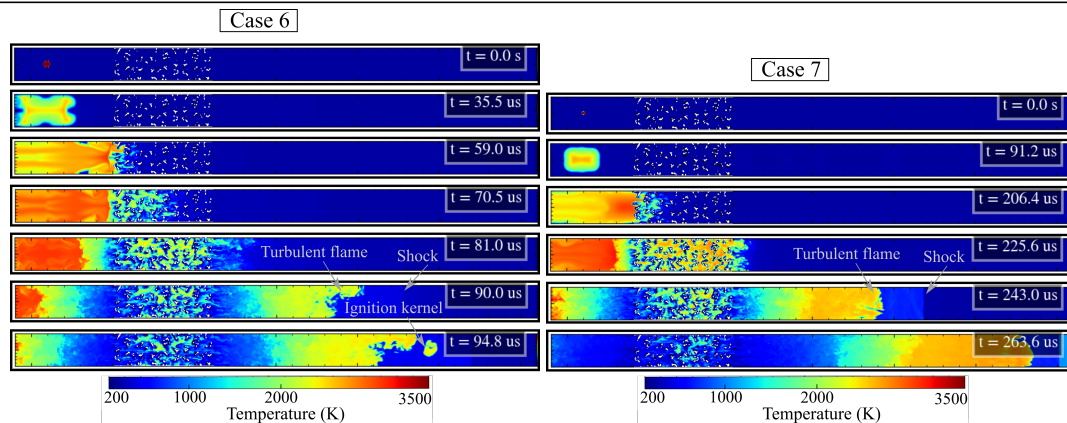 Case 6
t = 0.0 s
t = 35.5 us
t = 59.0 us
t = 70.5 us
t = 81.0 us
Turbulent flame
Shock
t = 90.0 us
Ignition kernel
t = 94.8 us
200 1000 2000 3500
Temperature (K)
Case 7
t = 0.0 s
t = 91.2 us
t = 206.4 us
t = 225.6 us
Turbulent flame
Shock
t = 243.0 us
t = 263.6 us
200 1000 2000 3500
Temperature (K)